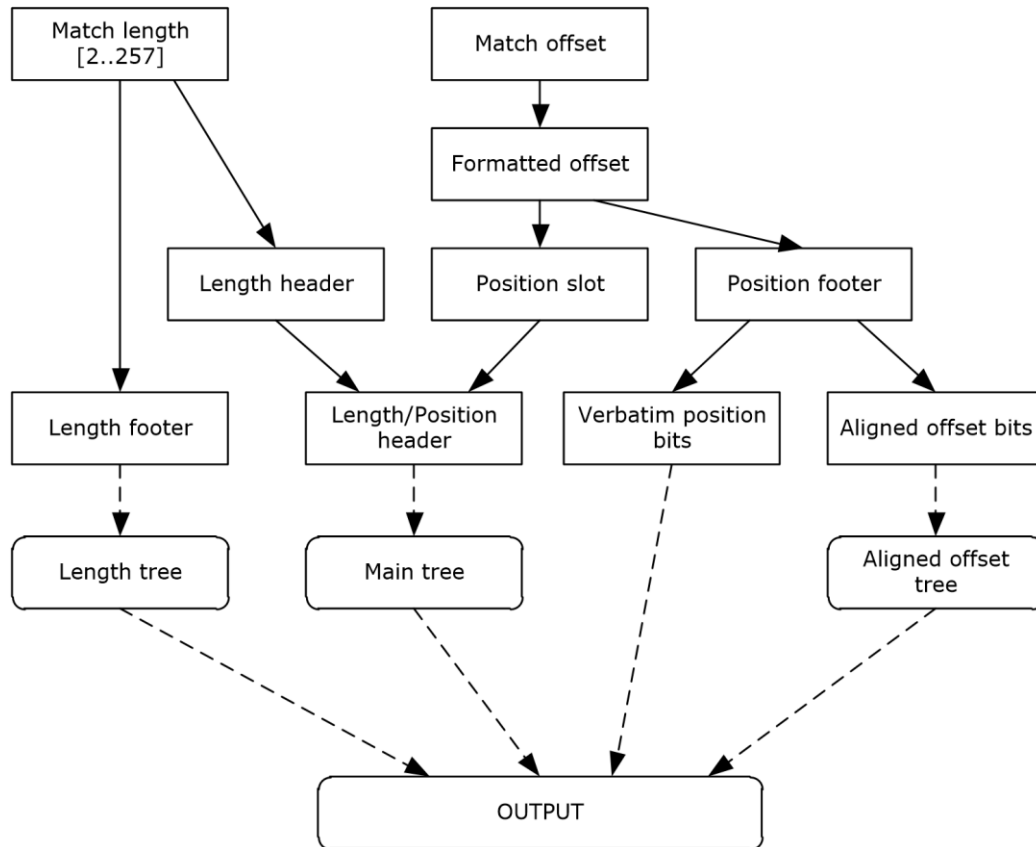 Match length
[2..257]
Match offset
Formatted offset
Length header
Position slot
Position footer
Length footer
Length/Position
header
Verbatim position
bits
Aligned offset bits
Length tree
Main tree
Aligned offset
tree
OUTPUT